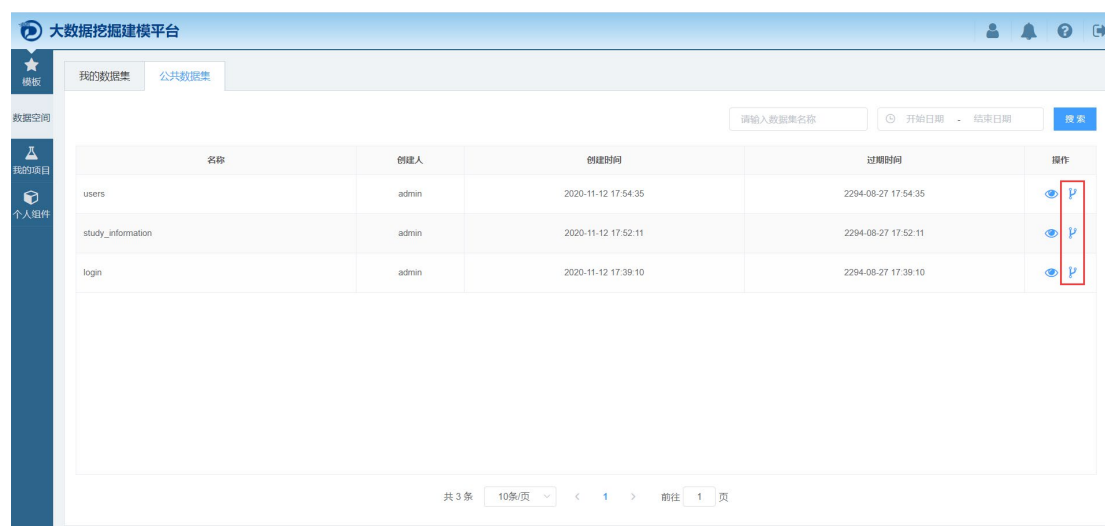 大数据挖掘建模平台
模板
数据空间
我的项目
个人组件
我的数据集 公共数据集
请输入数据集名称 开始日期 - 结束日期 搜索
名称 创建人 创建时间 过期时间 操作
users admin 2020-11-12 17:54:35 2294-08-27 17:54:35
study_information admin 2020-11-12 17:52:11 2294-08-27 17:52:11
login admin 2020-11-12 17:39:10 2294-08-27 17:39:10
共 3 条 10条/页 1 前往 1 页